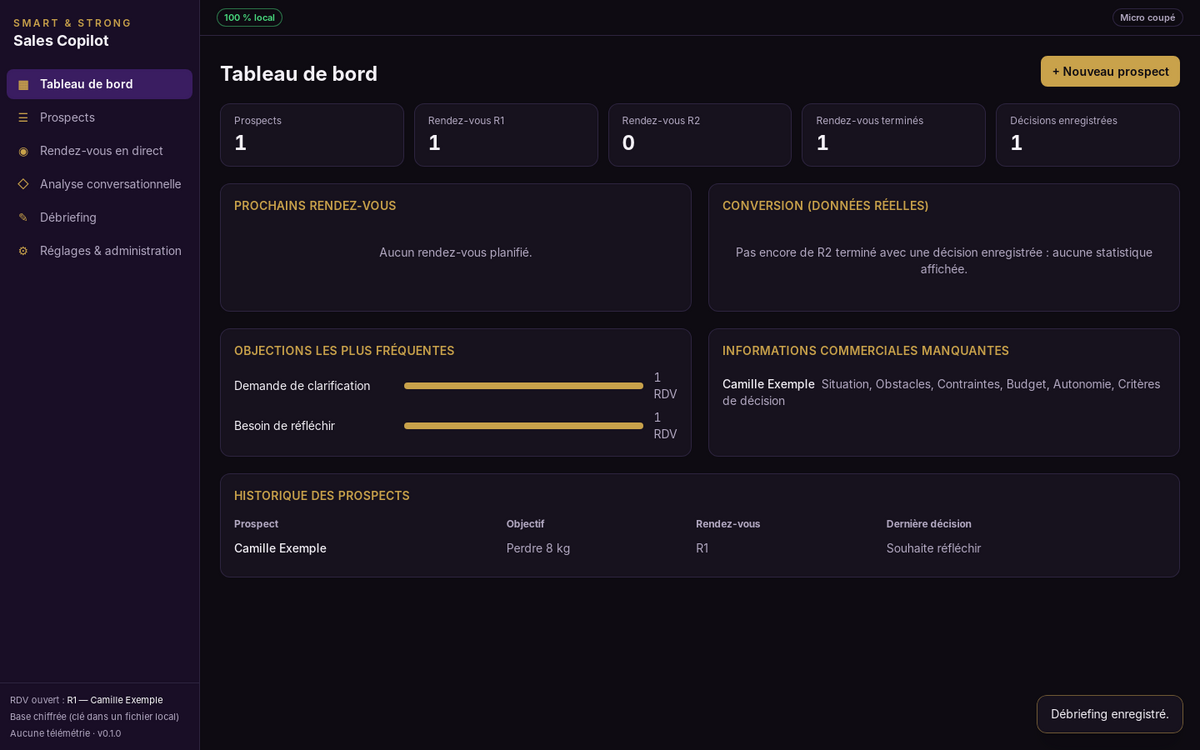 SMART & STRONG
Sales Copilot
Tableau de bord
Prospects
Rendez-vous en direct
Analyse conversationnelle
Débriefing
Réglages & administration
RDV ouvert : R1 — Camille Exemple
Base chiffrée (clé dans un fichier local)
Aucune télémétrie · v0.1.0
100 % local
Micro coupé
Tableau de bord
+ Nouveau prospect
Prospects
1
Rendez-vous R1
1
Rendez-vous R2
0
Rendez-vous terminés
1
Décisions enregistrées
1
PROCHAINS RENDEZ-VOUS
Aucun rendez-vous planifié.
CONVERSION (DONNÉES RÉELLES)
Pas encore de R2 terminé avec une décision enregistrée : aucune statistique
affichée.
OBJECTIONS LES PLUS FRÉQUENTES
Demande de clarification 1
RDV
Besoin de réfléchir 1
RDV
INFORMATIONS COMMERCIALES MANQUANTES
Camille Exemple Situation, Obstacles, Contraintes, Budget, Autonomie, Critères
de décision
HISTORIQUE DES PROSPECTS
Prospect Objectif Rendez-vous Dernière décision
Camille Exemple Perdre 8 kg R1 Souhaite réfléchir
Débriefing enregistré.